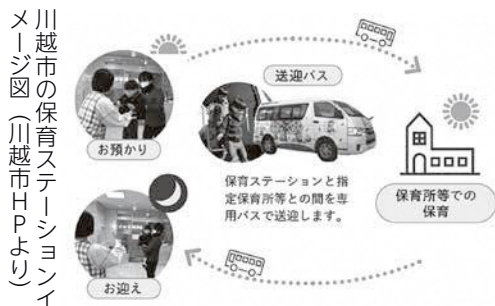 川越市の保育ステーションイ
メージ図（川越市HPより）
お預かり
送迎バス
保育ステーションと指
定保育所等との間を専
用バスで送迎します。
保育所等での
保育
お迎え